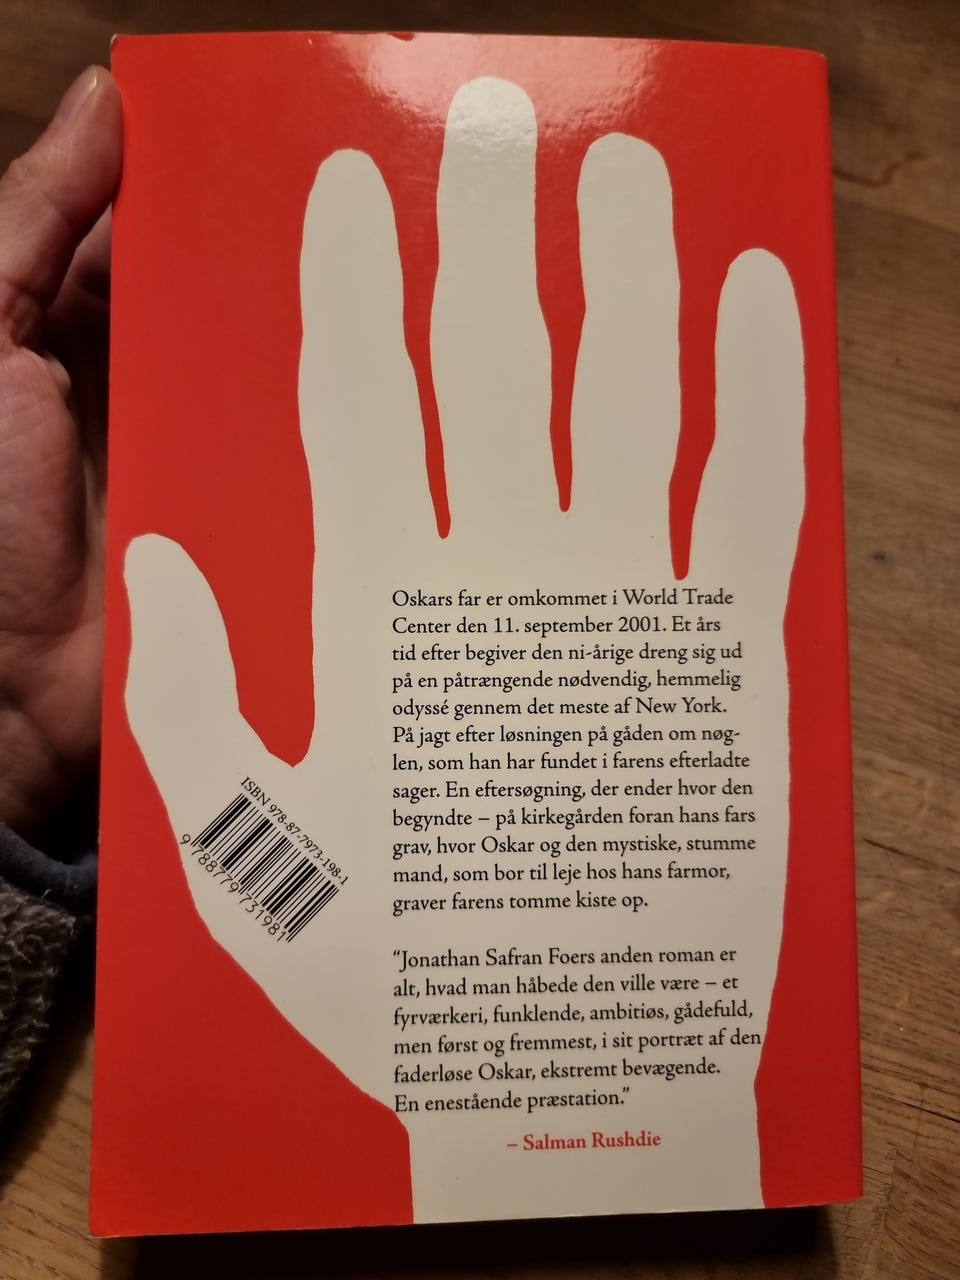 Oskars far er omkommet i World Trade
Center den 11. september 2001. Et års
tid efter begiver den ni-årige dreng sig ud
på en påtrængende nødvendig, hemmelig
odyssé gennem det meste af New York.
På jagt efter løsningen på gåden om nøg-
len, som han har fundet i farens efterladte
sager. En eftersøgning, der ender hvor den
begyndte – på kirkegården foran hans fars
grav, hvor Oskar og den mystiske, stumme
mand, som bor til leje hos hans farmor,
graver farens tomme kiste op.
“Jonathan Safran Foers anden roman er
alt, hvad man håbede den ville være – et
fyrværkeri, funklende, ambitiøs, gådefuld,
men først og fremmest, i sit portræt af den
faderløse Oskar, ekstremt bevægende.
En enestående præstation.”
– Salman Rushdie
ISBN 978-87-7973-198-1
9 788779 731981